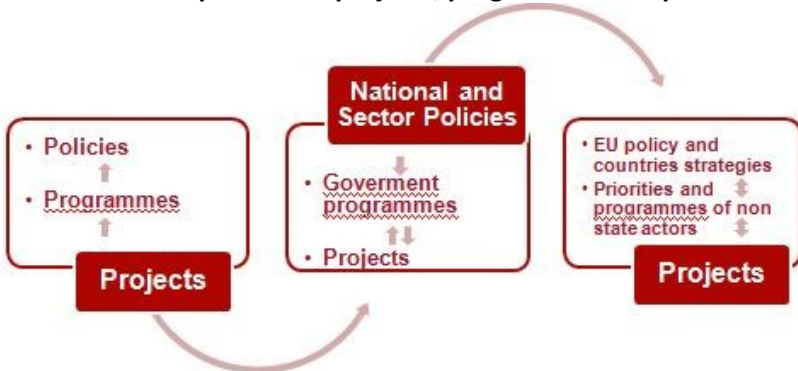 • Policies
• Programmes
Projects
National and
Sector Policies
• Goverment
programmes
• Projects
• EU policy and
countries strategies
• Priorities and
programmes of non
state actors
Projects